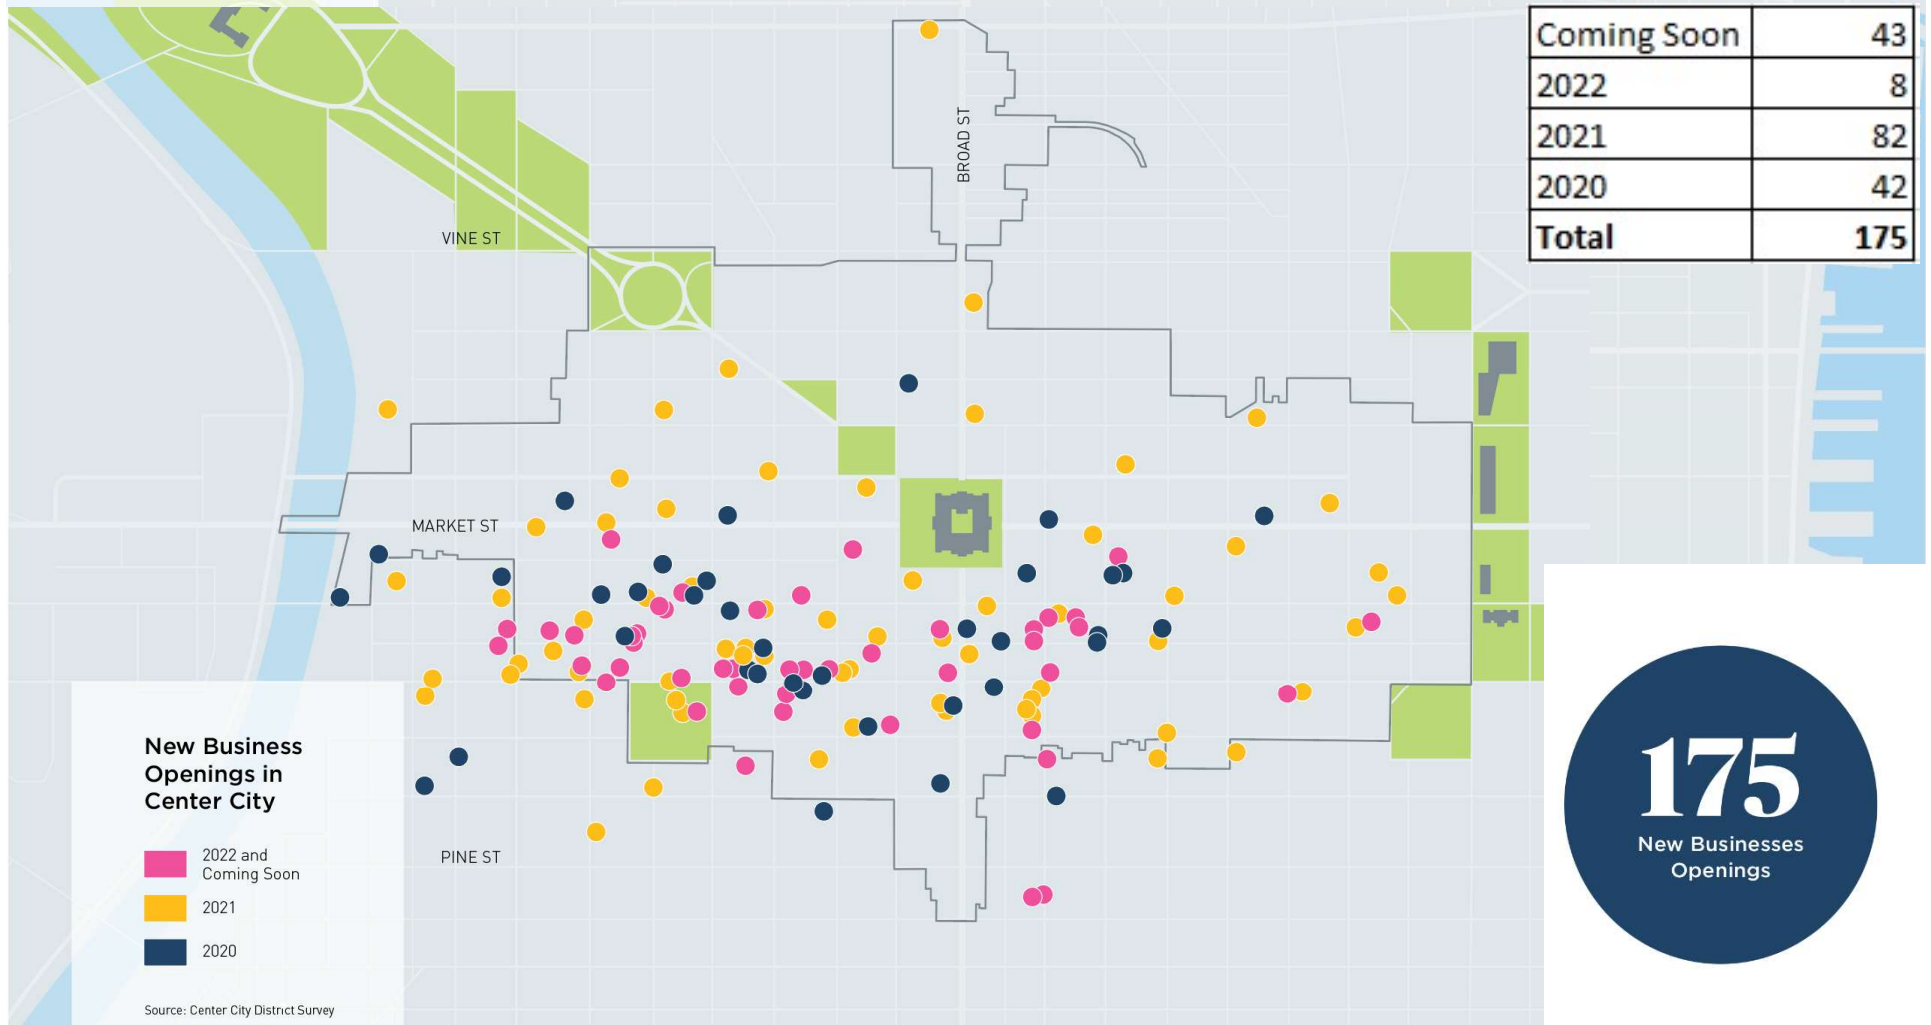 Coming Soon 43
2022 8
2021 82
2020 42
Total 175
BROAD ST
VINE ST
MARKET ST
PINE ST
New Business
Openings in
Center City
2022 and
Coming Soon
2021
2020
Source: Center City District Survey
175
New Businesses
Openings